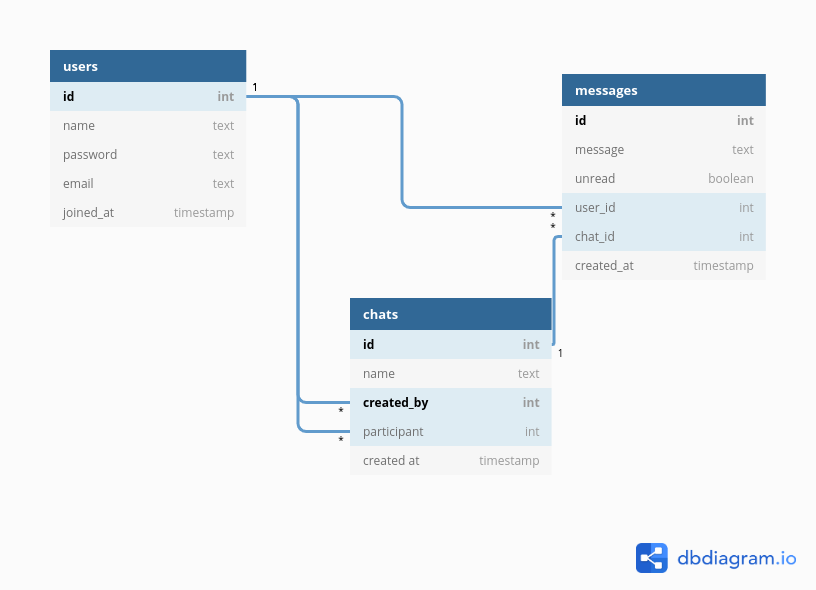 users
id int
name text
password text
email text
joined_at timestamp
1
messages
id int
message text
unread boolean
user_id int
chat_id int
created_at timestamp
*
*
chats
id int
name text
created_by int
participant int
created at timestamp
1
*
*
dbdiagram.io